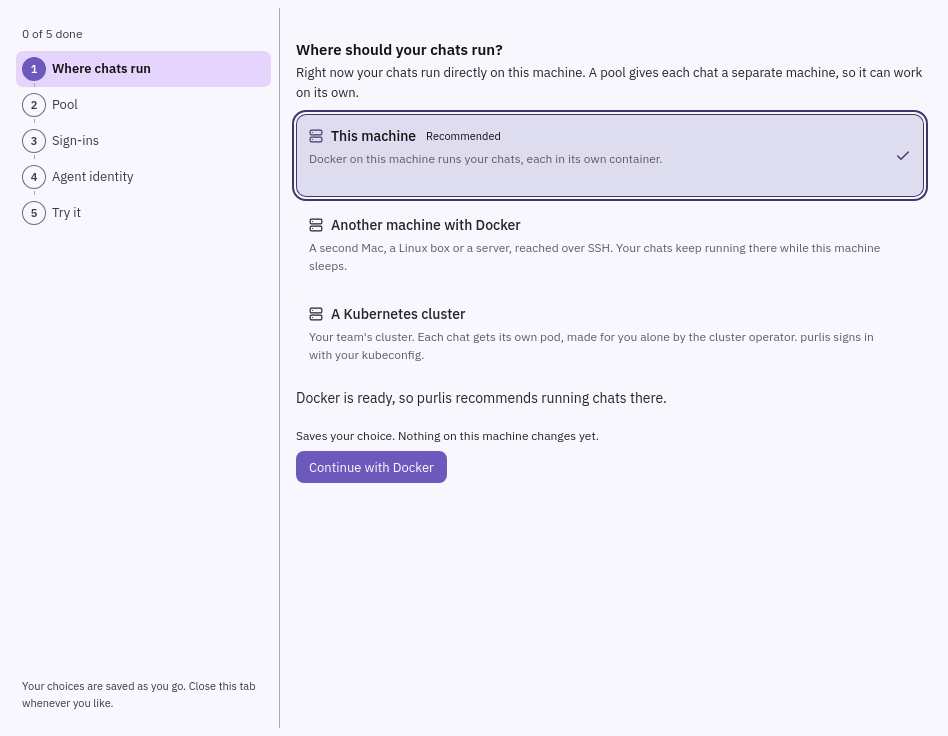 0 of 5 done
1 Where chats run
2 Pool
3 Sign-ins
4 Agent identity
5 Try it
Your choices are saved as you go. Close this tab
whenever you like.
Where should your chats run?
Right now your chats run directly on this machine. A pool gives each chat a separate machine, so it can work
on its own.
This machine Recommended
Docker on this machine runs your chats, each in its own container.
Another machine with Docker
A second Mac, a Linux box or a server, reached over SSH. Your chats keep running there while this machine
sleeps.
A Kubernetes cluster
Your team's cluster. Each chat gets its own pod, made for you alone by the cluster operator. purlis signs in
with your kubeconfig.
Docker is ready, so purlis recommends running chats there.
Saves your choice. Nothing on this machine changes yet.
Continue with Docker